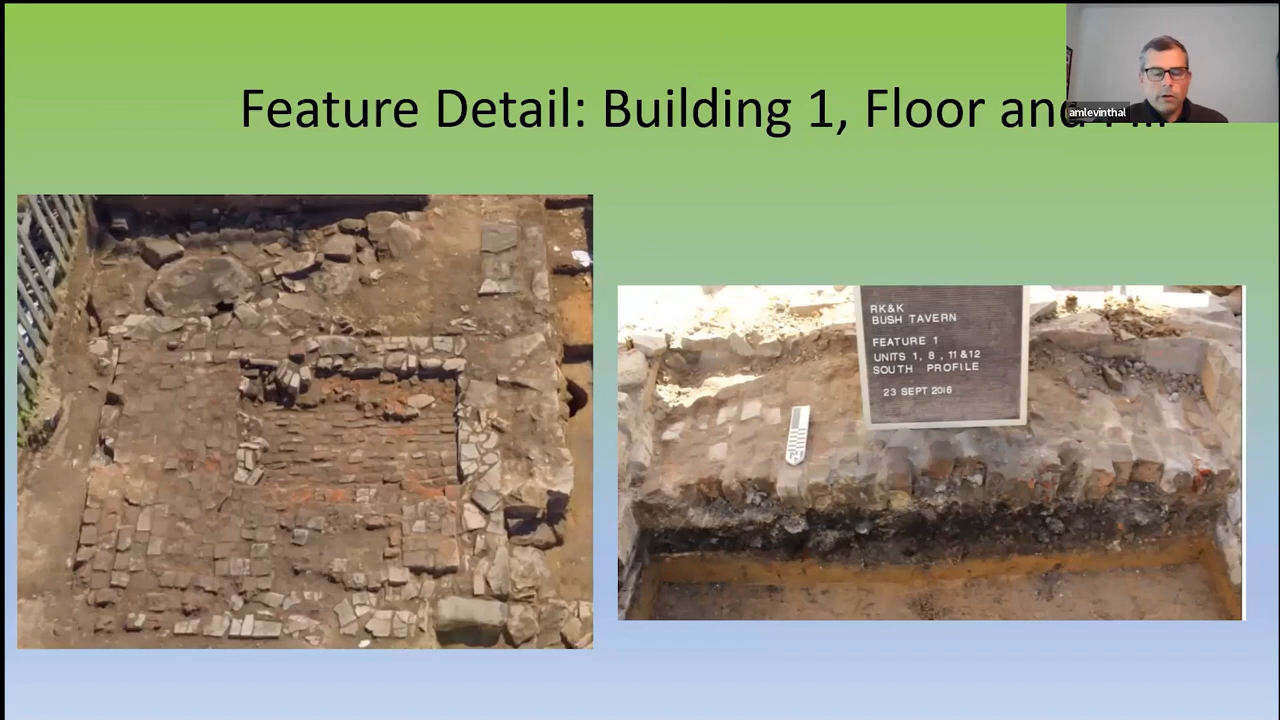 Feature Detail: Building 1, Floor and
amlevinthal
RK&K
BUSH TAVERN
FEATURE 1
UNITS 1, 8, 11 &12
SOUTH PROFILE
23 SEPT 2016